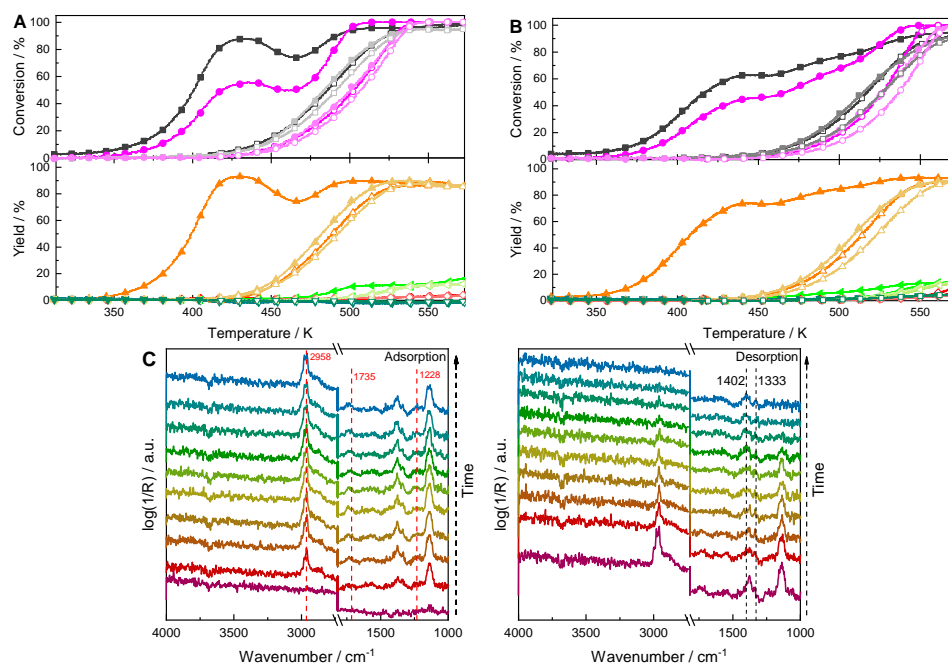 A
B
Conversion / %
100
80
60
40
20
0
Yield / %
100
80
60
40
20
0
350
400
450
500
550
Temperature / K
Conversion / %
100
80
60
40
20
0
Yield / %
100
80
60
40
20
0
350
400
450
500
550
Temperature / K
C
Adsorption
2958
1735
1228
log(1/R) / a.u.
Time
4000
3000
1500
1000
Wavenumber / cm⁻¹
Desorption
1402
1333
log(1/R) / a.u.
Time
4000
3000
1500
1000
Wavenumber / cm⁻¹